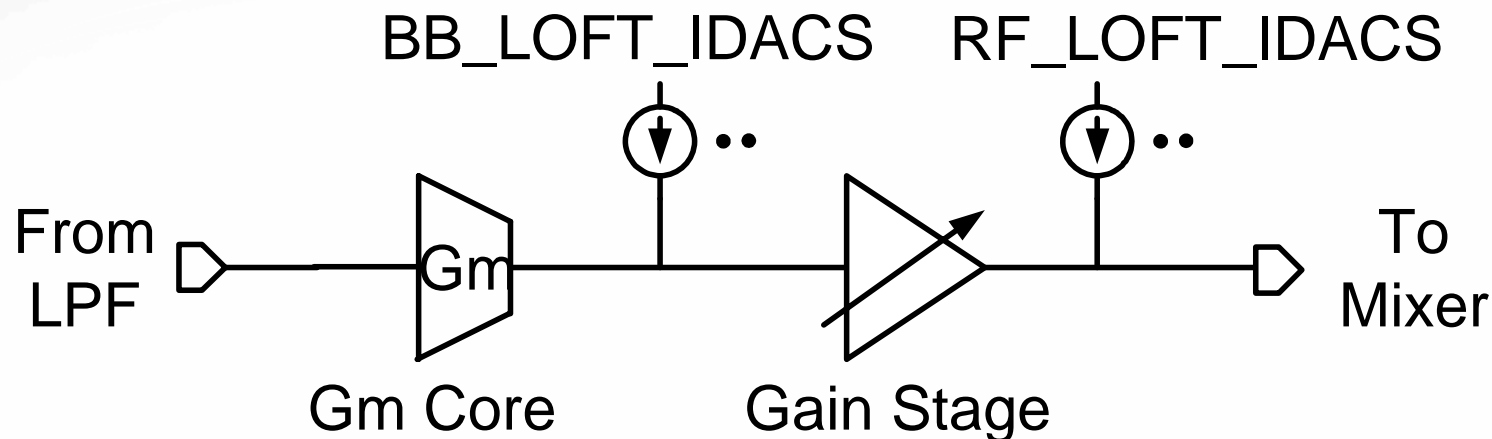 BB_LOFT_IDACS
RF_LOFT_IDACS
From
LPF
Gm
To
Mixer
Gm Core
Gain Stage